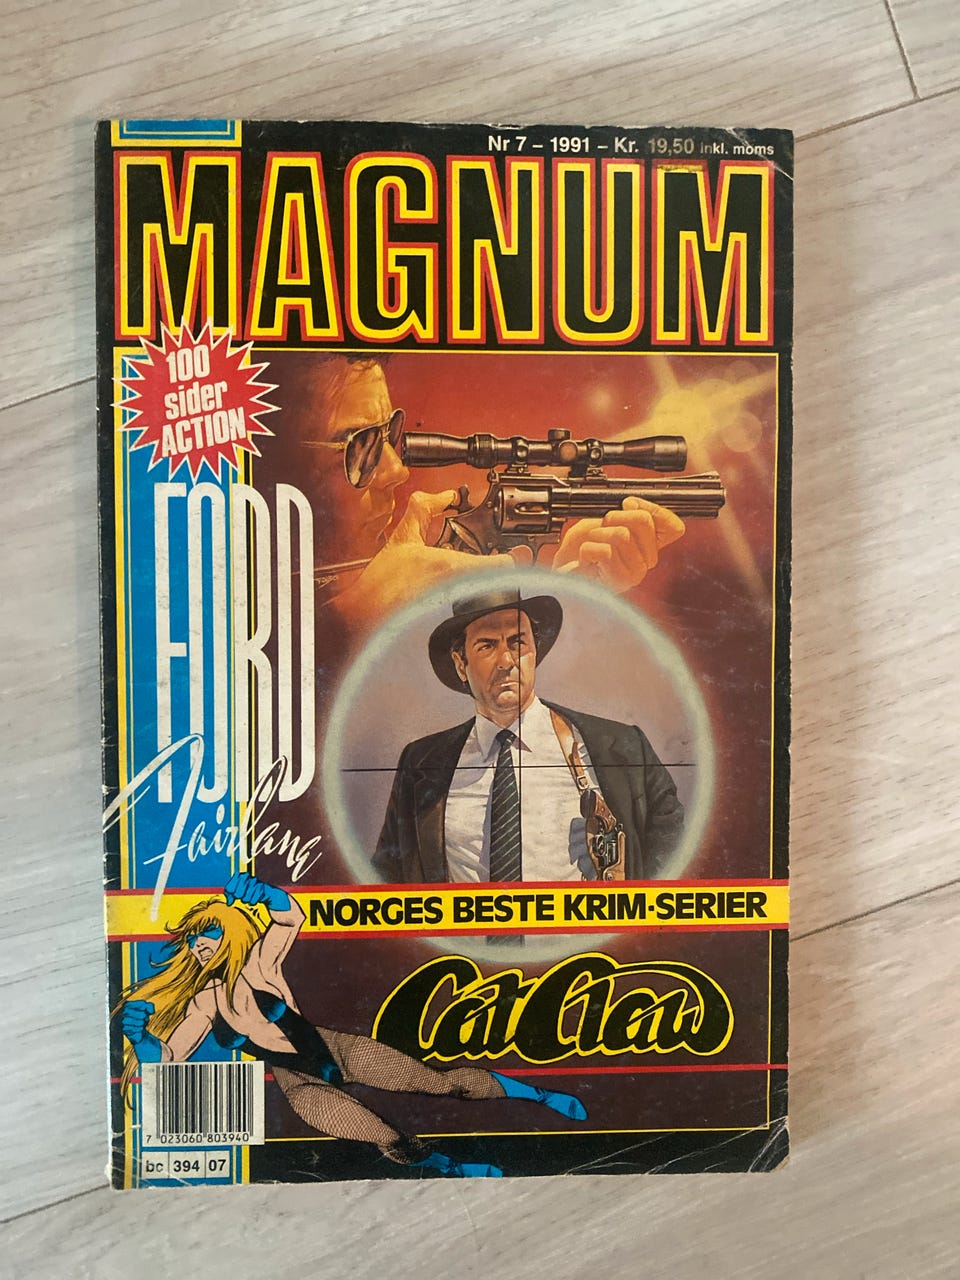 Nr 7 – 1991 – Kr. 19,50 inkl. moms
MAGNUM
100
sider
ACTION
FORD
Fairlane
NORGES BESTE KRIM-SERIER
Cat Claw
7 023060 803940
bc 394 07